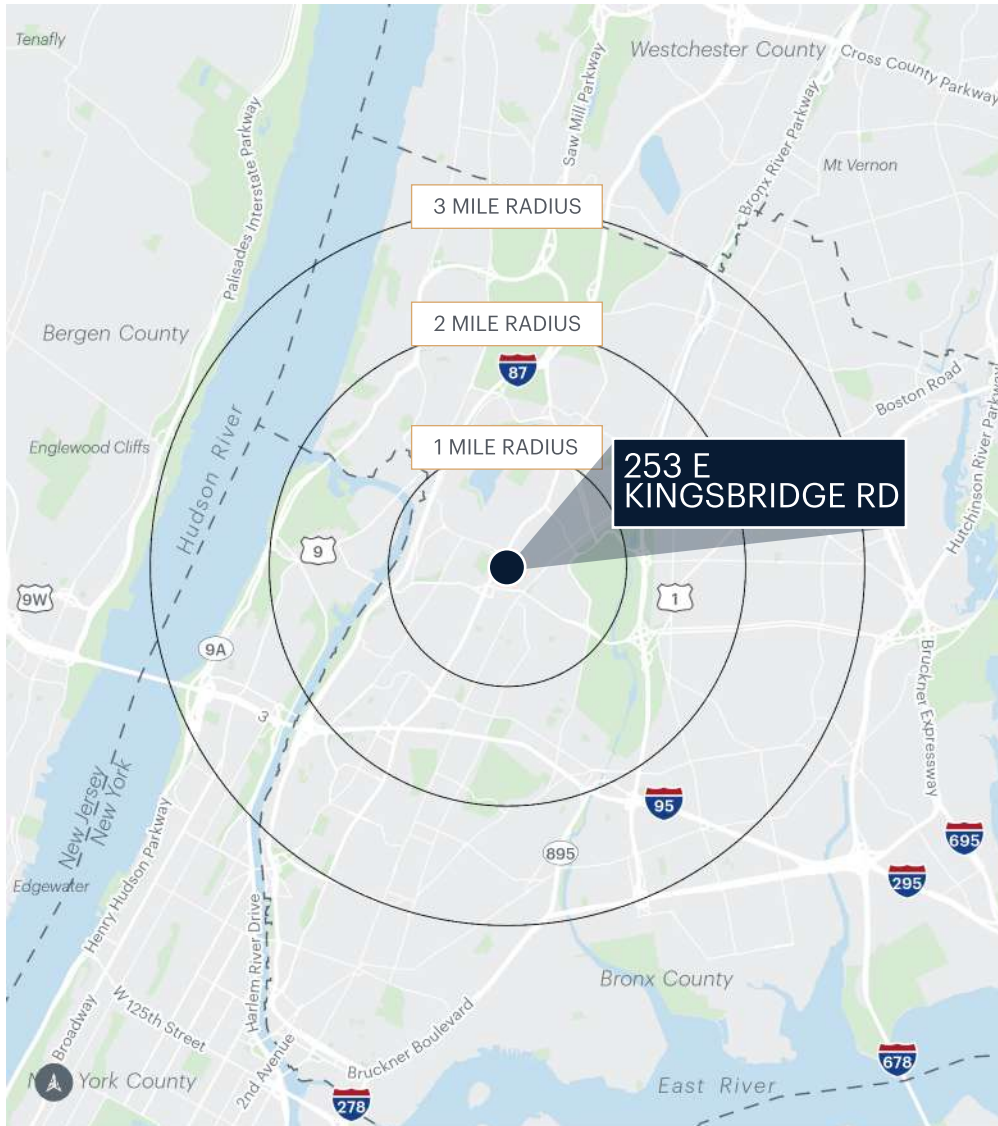 Tenafly
Westchester County
Cross County Parkway
Saw Mill Parkway
Palisades Interstate Parkway
Bronx River Parkway
Mt Vernon
3 MILE RADIUS
2 MILE RADIUS
Bergen County
87
Boston Road
Hutchinson River Parkway
Englewood Cliffs
1 MILE RADIUS
253 E
KINGSBRIDGE RD
Hudson River
9
9W
1
9A
Bruckner Expressway
New Jersey
New York
95
695
895
295
Edgewater
Henry Hudson Parkway
Harlem River Drive
Bronx County
W 125th Street
Broadway
2nd Avenue
Bruckner Boulevard
678
York County
East River
278